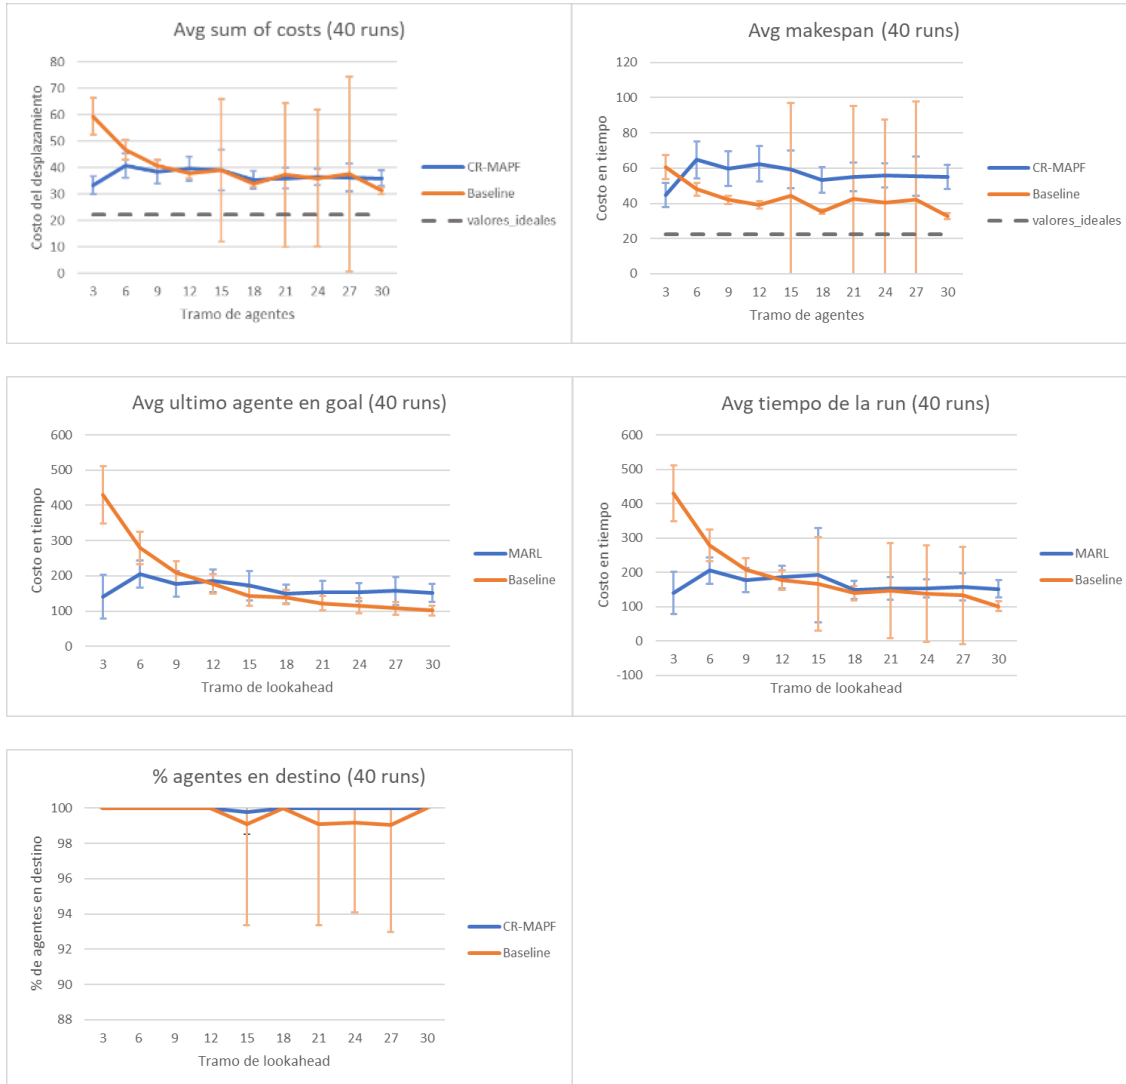 Avg sum of costs (40 runs)
Costo del desplazamiento
80
70
60
50
40
30
20
10
0
3 6 9 12 15 18 21 24 27 30
Tramo de agentes
CR-MAPF
Baseline
valores_ideales
Avg makespan (40 runs)
Costo en tiempo
120
100
80
60
40
20
0
3 6 9 12 15 18 21 24 27 30
Tramo de agentes
CR-MAPF
Baseline
valores_ideales
Avg ultimo agente en goal (40 runs)
Costo en tiempo
600
500
400
300
200
100
0
3 6 9 12 15 18 21 24 27 30
Tramo de lookahead
MARL
Baseline
Avg tiempo de la run (40 runs)
Costo en tiempo
600
500
400
300
200
100
0
-100
3 6 9 12 15 18 21 24 27 30
Tramo de lookahead
MARL
Baseline
% agentes en destino (40 runs)
% de agentes en destino
100
98
96
94
92
90
88
3 6 9 12 15 18 21 24 27 30
Tramo de lookahead
CR-MAPF
Baseline